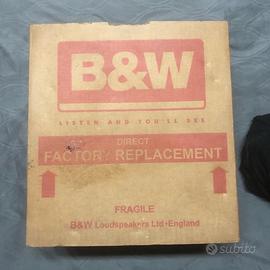 B&W
LISTEN AND YOU'LL SEE
DIRECT
FACTORY REPLACEMENT
FRAGILE
B&W Loudspeakers Ltd•England
subito